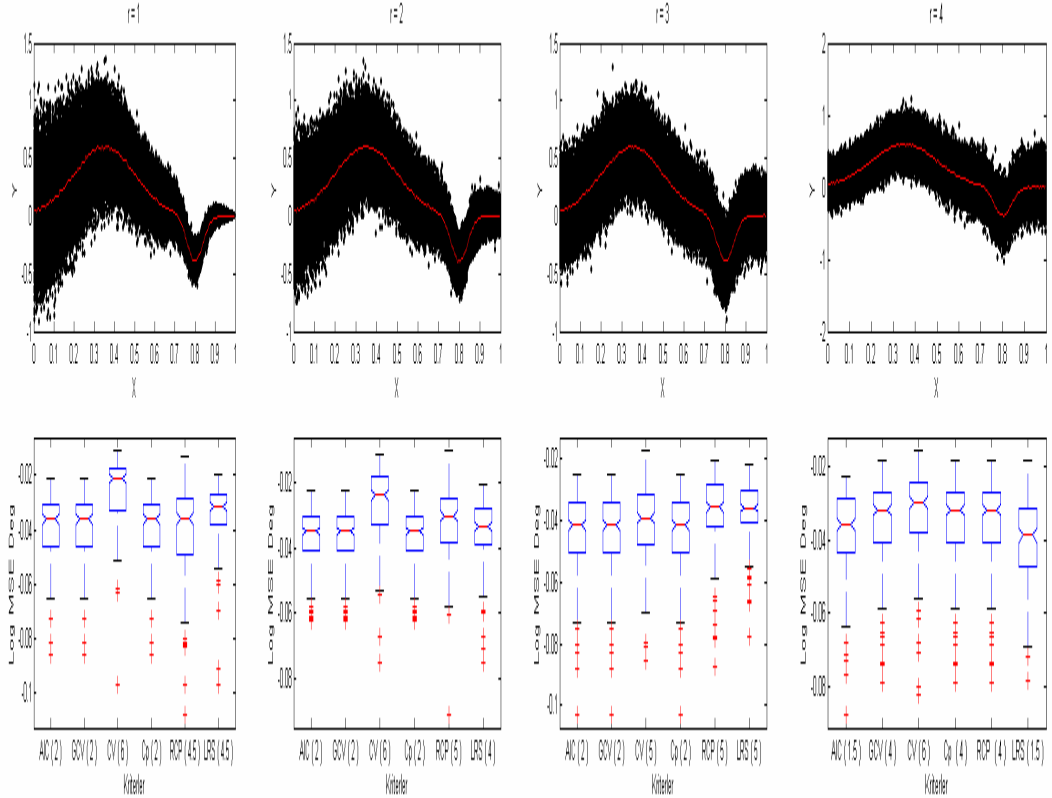 r=1
r=2
r=3
r=4
1.5
1
0.5
0
-0.5
-1
Y
0 0.1 0.2 0.3 0.4 0.5 0.6 0.7 0.8 0.9 1
X
1.5
1
0.5
0
-0.5
-1
Y
0 0.1 0.2 0.3 0.4 0.5 0.6 0.7 0.8 0.9 1
X
1.5
1
0.5
0
-0.5
-1
Y
0 0.1 0.2 0.3 0.4 0.5 0.6 0.7 0.8 0.9 1
X
2
1
0
-1
-2
Y
0 0.1 0.2 0.3 0.4 0.5 0.6 0.7 0.8 0.9 1
X
-0.02
-0.04
-0.06
-0.08
-0.1
Log MSE Deg
AIC ( 2 ) GCV ( 2 ) CV ( 6 ) Cp ( 2 ) RCP ( 4.5 ) LRS ( 4.5 )
Kriterler
-0.02
-0.04
-0.06
-0.08
Log MSE Deg
AIC ( 2 ) GCV ( 2 ) CV ( 6 ) Cp ( 2 ) RCP ( 5 ) LRS ( 4 )
Kriterler
-0.02
-0.04
-0.06
-0.08
-0.1
Log MSE Deg
AIC ( 2 ) GCV ( 2 ) CV ( 5 ) Cp ( 2 ) RCP ( 5 ) LRS ( 5 )
Kriterler
-0.02
-0.04
-0.06
-0.08
Log MSE Deg
AIC ( 1.5 ) GCV ( 4 ) CV ( 6 ) Cp ( 4 ) RCP ( 4 ) LRS ( 1.5 )
Kriterler